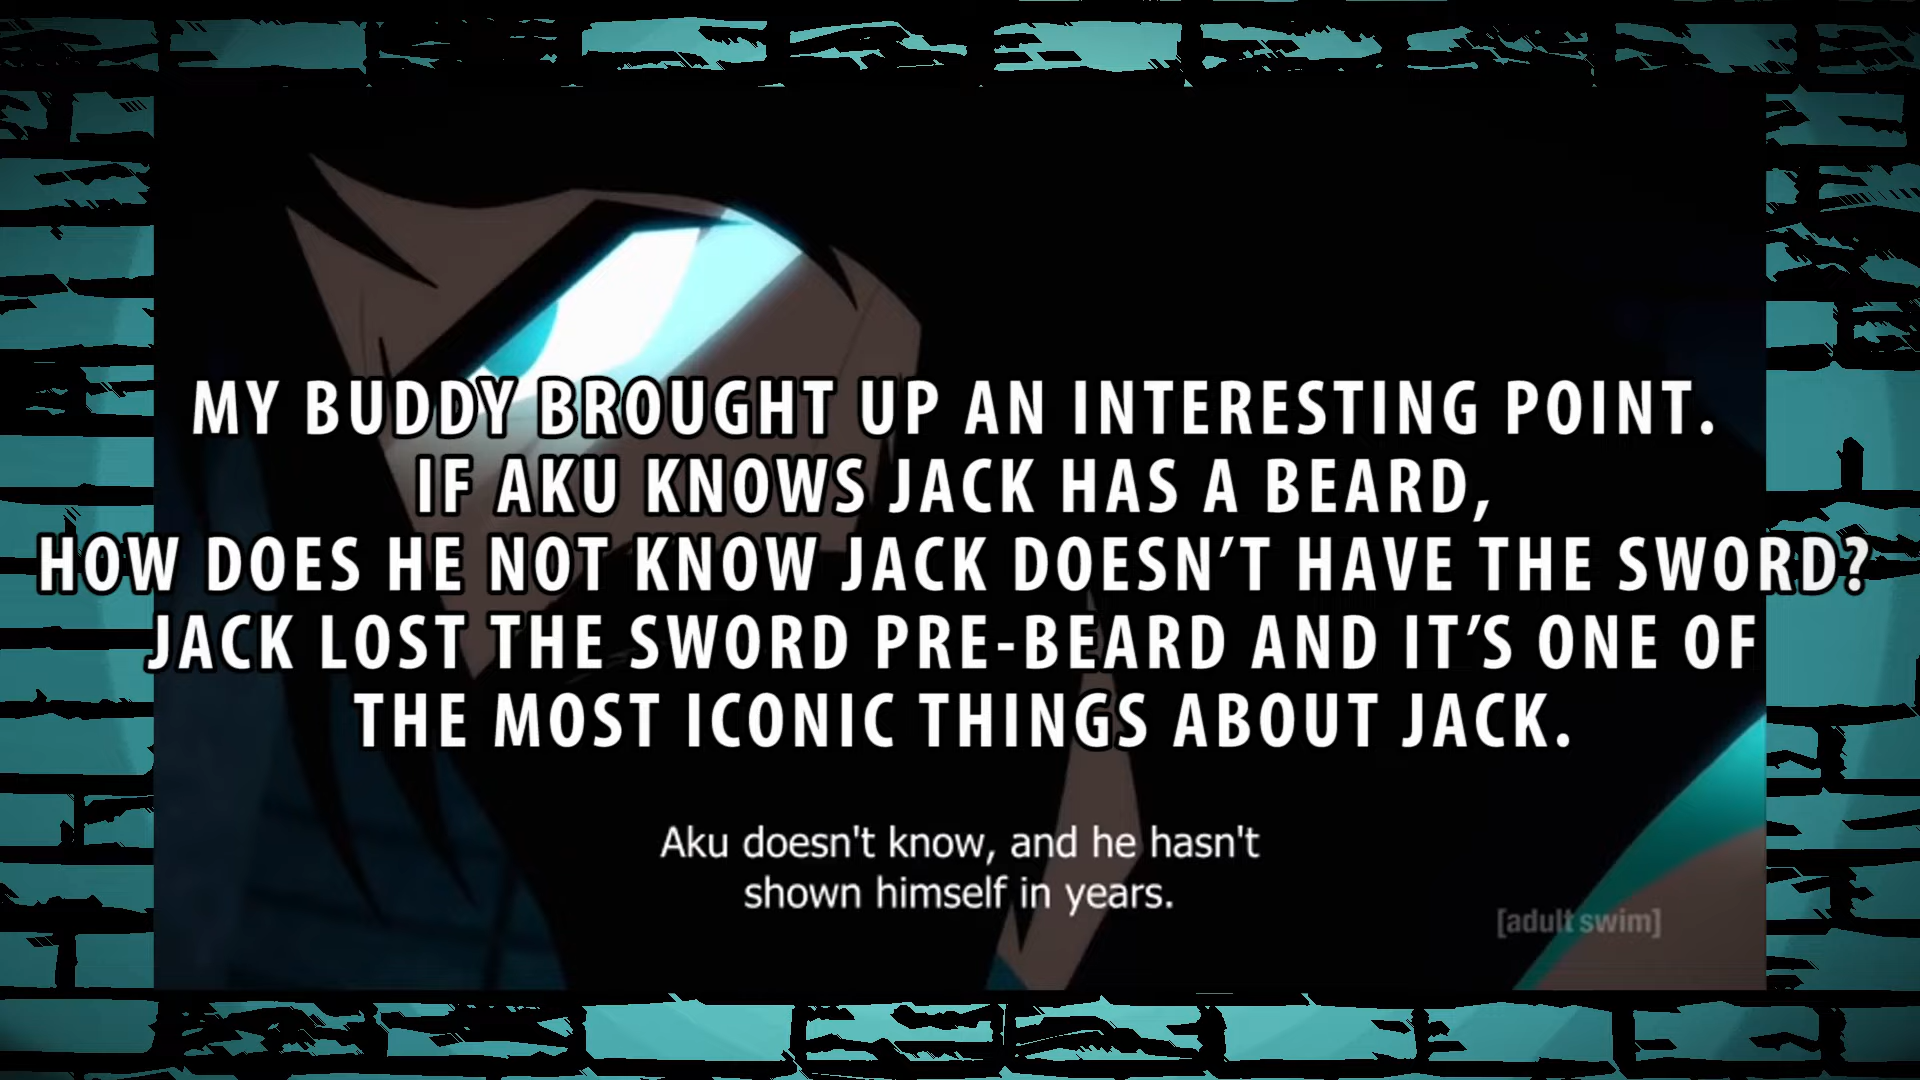 MY BUDDY BROUGHT UP AN INTERESTING POINT.
IF AKU KNOWS JACK HAS A BEARD,
HOW DOES HE NOT KNOW JACK DOESN'T HAVE THE SWORD?
JACK LOST THE SWORD PRE-BEARD AND IT'S ONE OF
THE MOST ICONIC THINGS ABOUT JACK.
Aku doesn't know, and he hasn't
shown himself in years.
[adult swim]